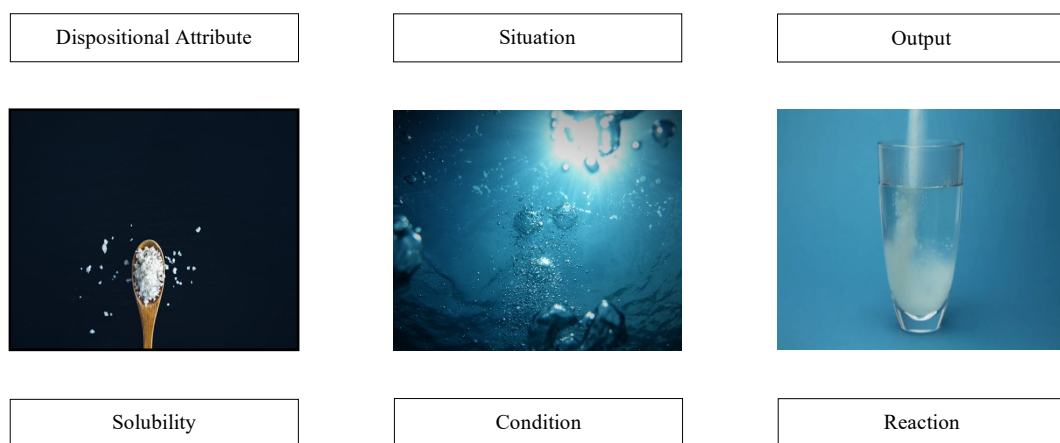 Dispositional Attribute
Situation
Output
Solubility
Condition
Reaction